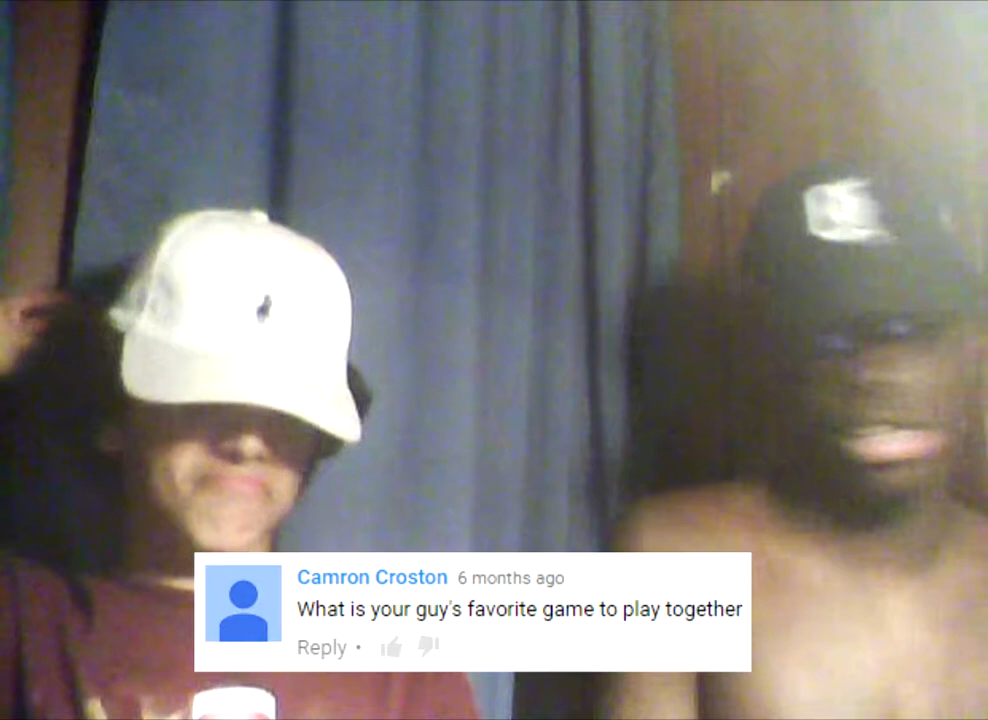 Camron Croston 6 months ago
What is your guy's favorite game to play together
Reply •